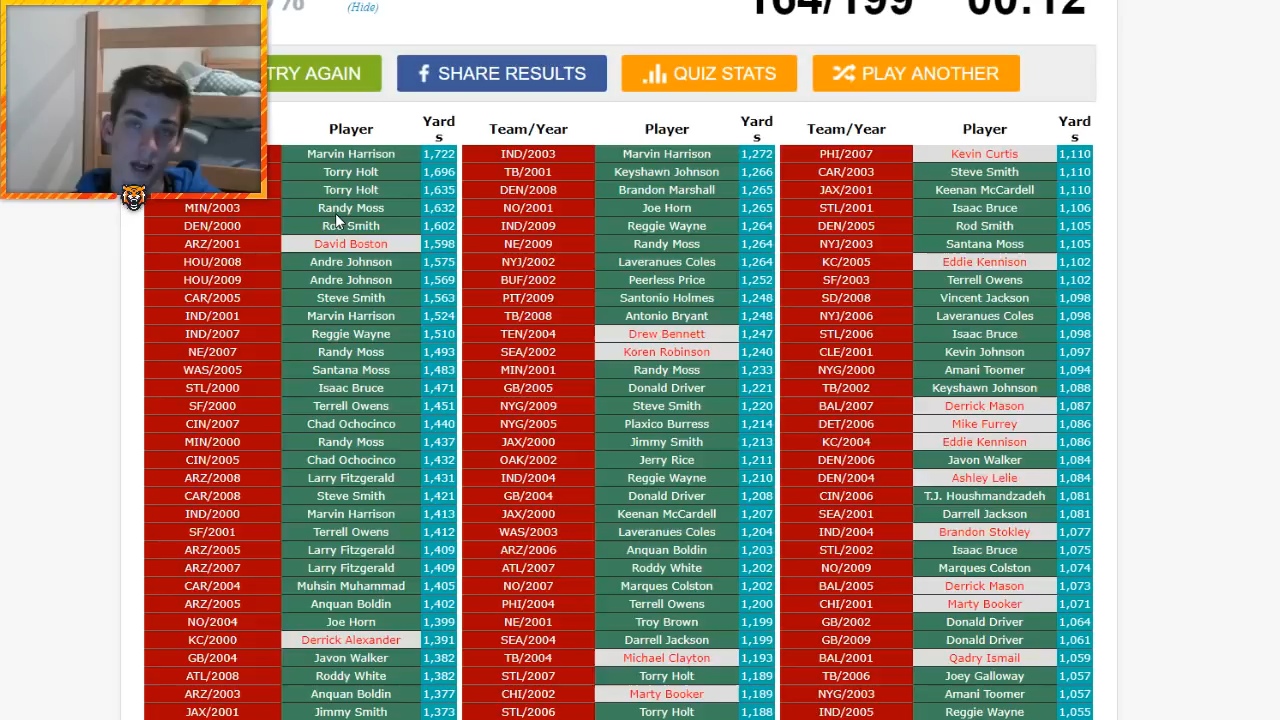 (Hide)
164/199 00:12
TRY AGAIN SHARE RESULTS QUIZ STATS PLAY ANOTHER
Player Yards Team/Year Player Yards Team/Year Player Yards
Marvin Harrison 1,722 IND/2003 Marvin Harrison 1,272 PHI/2007 Kevin Curtis 1,110
Torry Holt 1,696 TB/2001 Keyshawn Johnson 1,266 CAR/2003 Steve Smith 1,110
Torry Holt 1,635 DEN/2008 Brandon Marshall 1,265 JAX/2001 Keenan McCardell 1,110
MIN/2003 Randy Moss 1,632 NO/2001 Joe Horn 1,265 STL/2001 Isaac Bruce 1,106
DEN/2000 Rod Smith 1,602 IND/2009 Reggie Wayne 1,264 DEN/2005 Rod Smith 1,105
ARZ/2001 David Boston 1,598 NE/2009 Randy Moss 1,264 NYJ/2003 Santana Moss 1,105
HOU/2008 Andre Johnson 1,575 NYJ/2002 Laveranues Coles 1,264 KC/2005 Eddie Kennison 1,102
HOU/2009 Andre Johnson 1,569 BUF/2002 Peerless Price 1,252 SF/2003 Terrell Owens 1,102
CAR/2005 Steve Smith 1,563 PIT/2009 Santonio Holmes 1,248 SD/2008 Vincent Jackson 1,098
IND/2001 Marvin Harrison 1,524 TB/2008 Antonio Bryant 1,248 NYJ/2006 Laveranues Coles 1,098
IND/2007 Reggie Wayne 1,510 TEN/2004 Drew Bennett 1,247 STL/2006 Isaac Bruce 1,098
NE/2007 Randy Moss 1,493 SEA/2002 Koren Robinson 1,240 CLE/2001 Kevin Johnson 1,097
WAS/2005 Santana Moss 1,483 MIN/2001 Randy Moss 1,233 NYG/2000 Amani Toomer 1,094
STL/2000 Isaac Bruce 1,471 GB/2005 Donald Driver 1,221 TB/2002 Keyshawn Johnson 1,088
SF/2000 Terrell Owens 1,451 NYG/2009 Steve Smith 1,220 BAL/2007 Derrick Mason 1,087
CIN/2007 Chad Ochocinco 1,440 NYG/2005 Plaxico Burress 1,214 DET/2006 Mike Furrey 1,086
MIN/2000 Randy Moss 1,437 JAX/2000 Jimmy Smith 1,213 KC/2004 Eddie Kennison 1,086
CIN/2005 Chad Ochocinco 1,432 OAK/2002 Jerry Rice 1,211 DEN/2006 Javon Walker 1,084
ARZ/2008 Larry Fitzgerald 1,431 IND/2004 Reggie Wayne 1,210 DEN/2004 Ashley Lelie 1,084
CAR/2008 Steve Smith 1,421 GB/2004 Donald Driver 1,208 CIN/2006 T.J. Houshmandzadeh 1,081
IND/2000 Marvin Harrison 1,413 JAX/2000 Keenan McCardell 1,207 SEA/2001 Darrell Jackson 1,081
SF/2001 Terrell Owens 1,412 WAS/2003 Laveranues Coles 1,204 IND/2004 Brandon Stokley 1,077
ARZ/2005 Larry Fitzgerald 1,409 ARZ/2006 Anquan Boldin 1,203 STL/2002 Isaac Bruce 1,075
ARZ/2007 Larry Fitzgerald 1,409 ATL/2007 Roddy White 1,202 NO/2009 Marques Colston 1,074
CAR/2004 Muhsin Muhammad 1,405 NO/2007 Marques Colston 1,202 BAL/2005 Derrick Mason 1,073
ARZ/2005 Anquan Boldin 1,402 PHI/2004 Terrell Owens 1,200 CHI/2001 Marty Booker 1,071
NO/2004 Joe Horn 1,399 NE/2001 Troy Brown 1,199 GB/2002 Donald Driver 1,064
KC/2000 Derrick Alexander 1,391 SEA/2004 Darrell Jackson 1,199 GB/2009 Donald Driver 1,061
GB/2004 Javon Walker 1,382 TB/2004 Michael Clayton 1,193 BAL/2001 Qadry Ismail 1,059
ATL/2008 Roddy White 1,382 STL/2007 Torry Holt 1,189 TB/2006 Joey Galloway 1,057
ARZ/2003 Anquan Boldin 1,377 CHI/2002 Marty Booker 1,189 NYG/2003 Amani Toomer 1,057
JAX/2001 Jimmy Smith 1,373 STL/2006 Torry Holt 1,188 IND/2005 Reggie Wayne 1,055